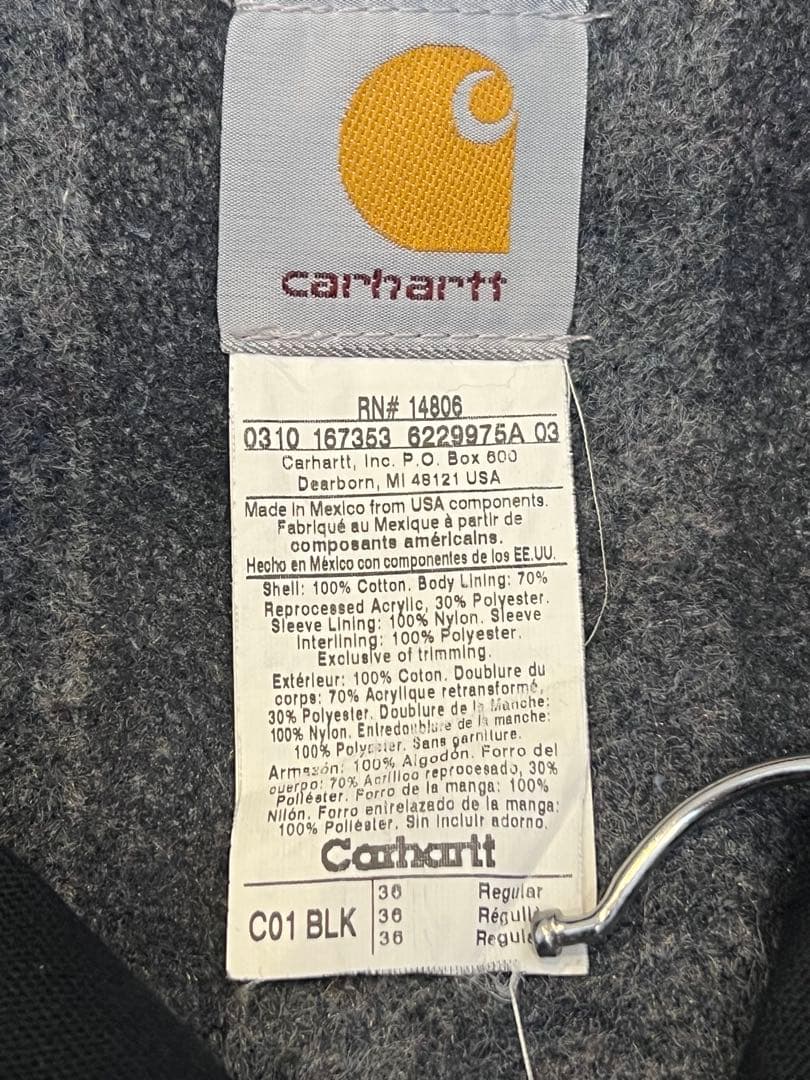 carhartt
RN# 14806
0310 167353 6229975A 03
Carhartt, Inc. P.O. Box 600
Dearborn, MI 48121 USA
Made in Mexico from USA components.
Fabriqué au Mexique à partir de
composants américains.
Hecho en México con componentes de los EE.UU.
Shell: 100% Cotton. Body Lining: 70%
Reprocessed Acrylic, 30% Polyester.
Sleeve Lining: 100% Nylon. Sleeve
Interlining: 100% Polyester.
Exclusive of trimming.
Extérieur: 100% Coton. Doublure du
corps: 70% Acrylique retransformé,
30% Polyester. Doublure de la Manche:
100% Nylon. Entredoublure de la manche:
100% Polyester. Sans garniture.
Armazón: 100% Algodón. Forro del
cuerpo: 70% Acrílico reprocesado, 30%
Poliéster. Forro de la manga: 100%
Nilón. Forro entrelazado de la manga:
100% Poliéster. Sin incluir adorno.
Carhartt
C01 BLK
36 Regular
36
36